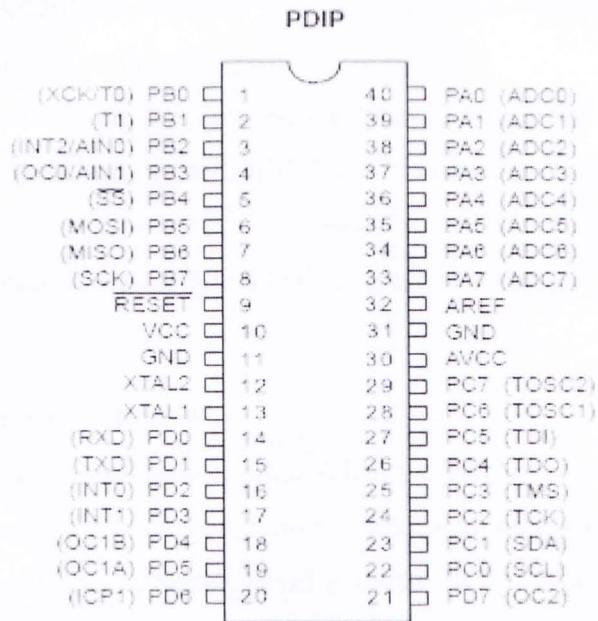 PDIP
(XCK/T0) PB0 1 40 PA0 (ADC0)
(T1) PB1 2 39 PA1 (ADC1)
(INT2/AIN0) PB2 3 38 PA2 (ADC2)
(OC0/AIN1) PB3 4 37 PA3 (ADC3)
(SS) PB4 5 36 PA4 (ADC4)
(MOSI) PB5 6 35 PA5 (ADC5)
(MISO) PB6 7 34 PA6 (ADC6)
(SCK) PB7 8 33 PA7 (ADC7)
RESET 9 32 AREF
VCC 10 31 GND
GND 11 30 AVCC
XTAL2 12 29 PC7 (TOSC2)
XTAL1 13 28 PC6 (TOSC1)
(RXD) PD0 14 27 PC5 (TDI)
(TXD) PD1 15 26 PC4 (TDO)
(INT0) PD2 16 25 PC3 (TMS)
(INT1) PD3 17 24 PC2 (TCK)
(OC1B) PD4 18 23 PC1 (SDA)
(OC1A) PD5 19 22 PC0 (SCL)
(ICP1) PD6 20 21 PD7 (OC2)